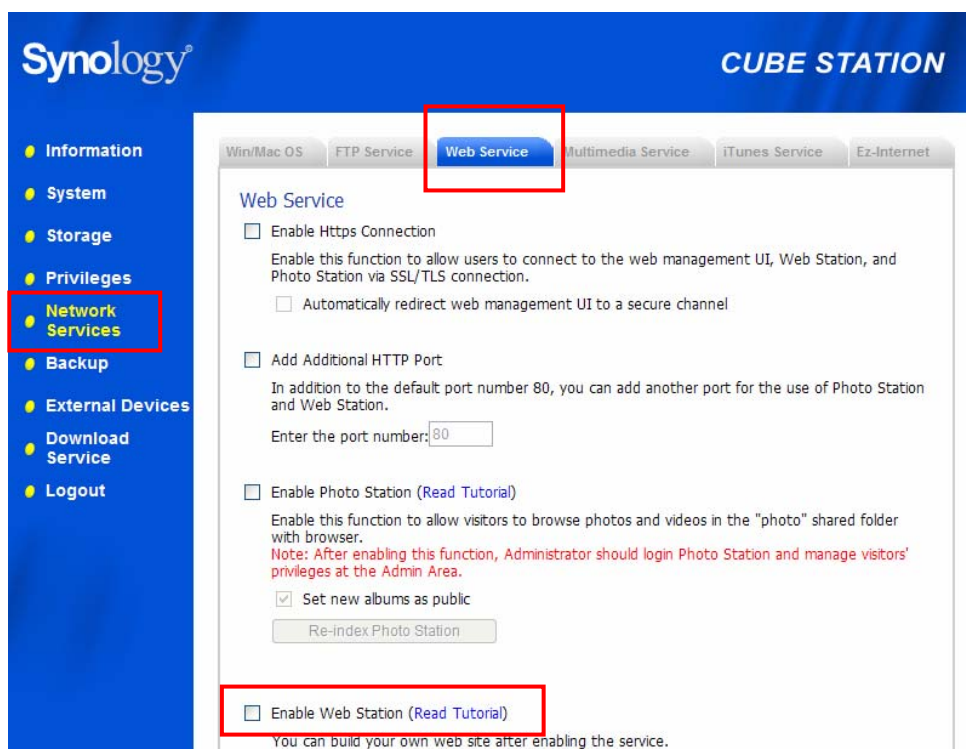 Synology
CUBE STATION
Information
System
Storage
Privileges
Network
Services
Backup
External Devices
Download
Service
Logout
Win/Mac OS FTP Service Web Service Multimedia Service iTunes Service Ez-Internet
Web Service
Enable Https Connection
Enable this function to allow users to connect to the web management UI, Web Station, and
Photo Station via SSL/TLS connection.
Automatically redirect web management UI to a secure channel
Add Additional HTTP Port
In addition to the default port number 80, you can add another port for the use of Photo Station
and Web Station.
Enter the port number: 80
Enable Photo Station (Read Tutorial)
Enable this function to allow visitors to browse photos and videos in the "photo" shared folder
with browser.
Note: After enabling this function, Administrator should login Photo Station and manage visitors'
privileges at the Admin Area.
Set new albums as public
Re-index Photo Station
Enable Web Station (Read Tutorial)
You can build your own web site after enabling the service.